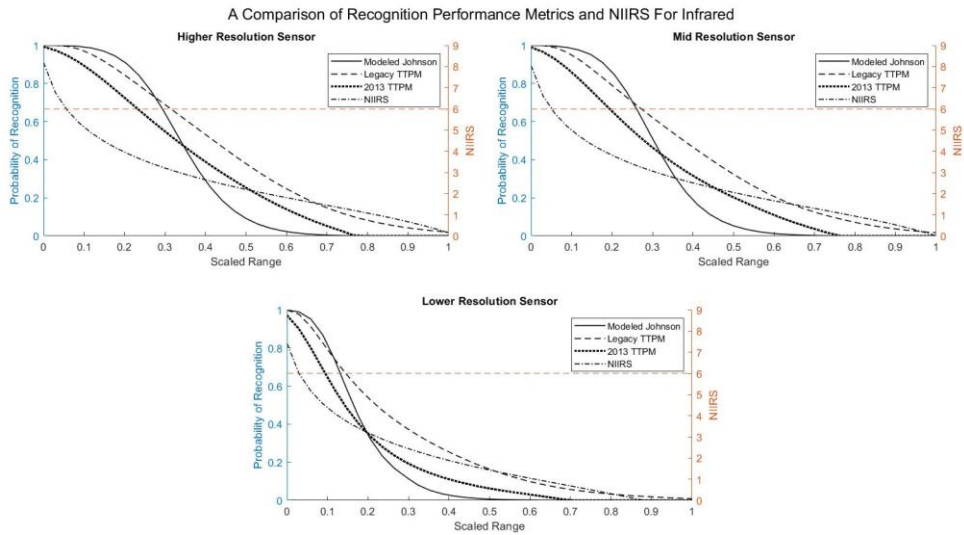 A Comparison of Recognition Performance Metrics and NIIRS For Infrared
Higher Resolution Sensor
Modeled Johnson
Legacy TTPM
2013 TTPM
NIIRS
Probability of Recognition
1
0.8
0.6
0.4
0.2
0
NIIRS
9
8
7
6
5
4
3
2
1
0
0 0.1 0.2 0.3 0.4 0.5 0.6 0.7 0.8 0.9 1
Scaled Range
Mid Resolution Sensor
Modeled Johnson
Legacy TTPM
2013 TTPM
NIIRS
Probability of Recognition
1
0.8
0.6
0.4
0.2
0
NIIRS
9
8
7
6
5
4
3
2
1
0
0 0.1 0.2 0.3 0.4 0.5 0.6 0.7 0.8 0.9 1
Scaled Range
Lower Resolution Sensor
Modeled Johnson
Legacy TTPM
2013 TTPM
NIIRS
Probability of Recognition
1
0.8
0.6
0.4
0.2
0
NIIRS
9
8
7
6
5
4
3
2
1
0
0 0.1 0.2 0.3 0.4 0.5 0.6 0.7 0.8 0.9 1
Scaled Range